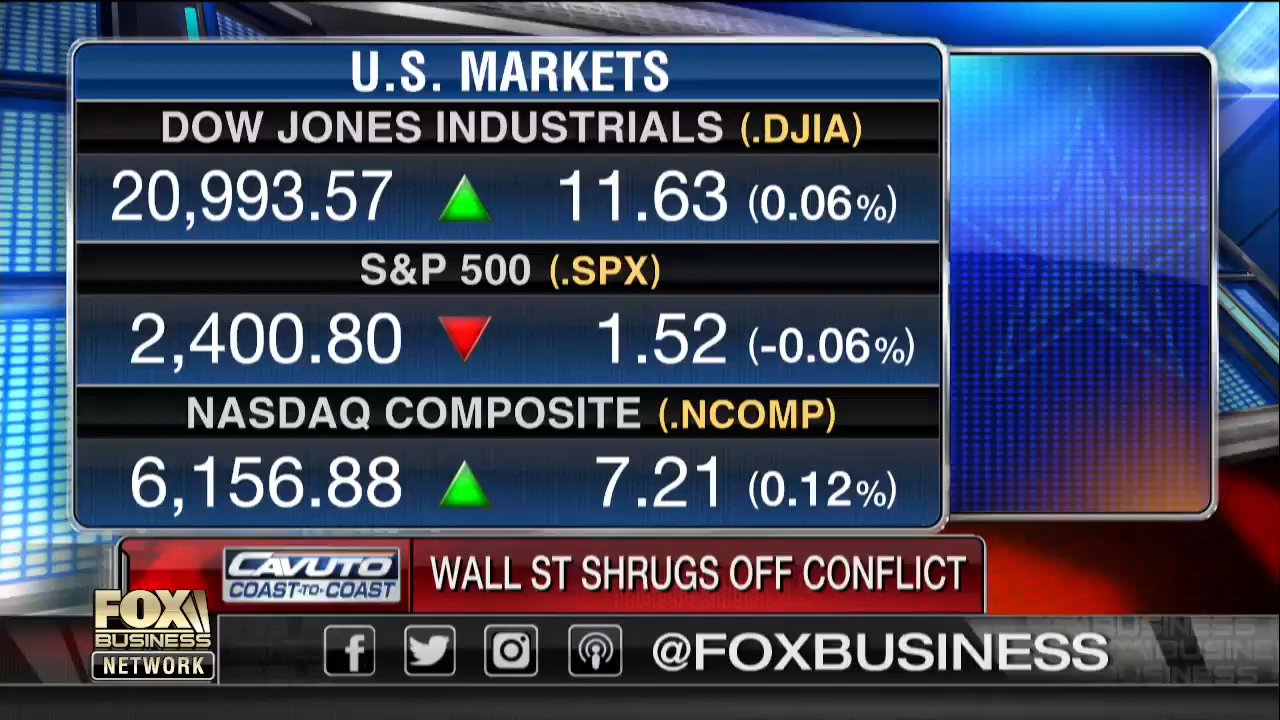 U.S. MARKETS
DOW JONES INDUSTRIALS (.DJIA)
20,993.57 11.63 (0.06%)
S&P 500 (.SPX)
2,400.80 1.52 (-0.06%)
NASDAQ COMPOSITE (.NCOMP)
6,156.88 7.21 (0.12%)
CAVUTO
COAST-TO-COAST
WALL ST SHRUGS OFF CONFLICT
FOX
BUSINESS
NETWORK
@FOXBUSINESS